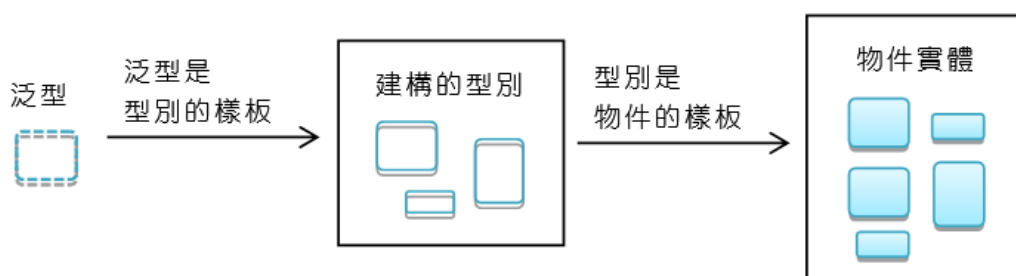 泛型
泛型是
型別的樣板
建構的型別
型別是
物件的樣板
物件實體